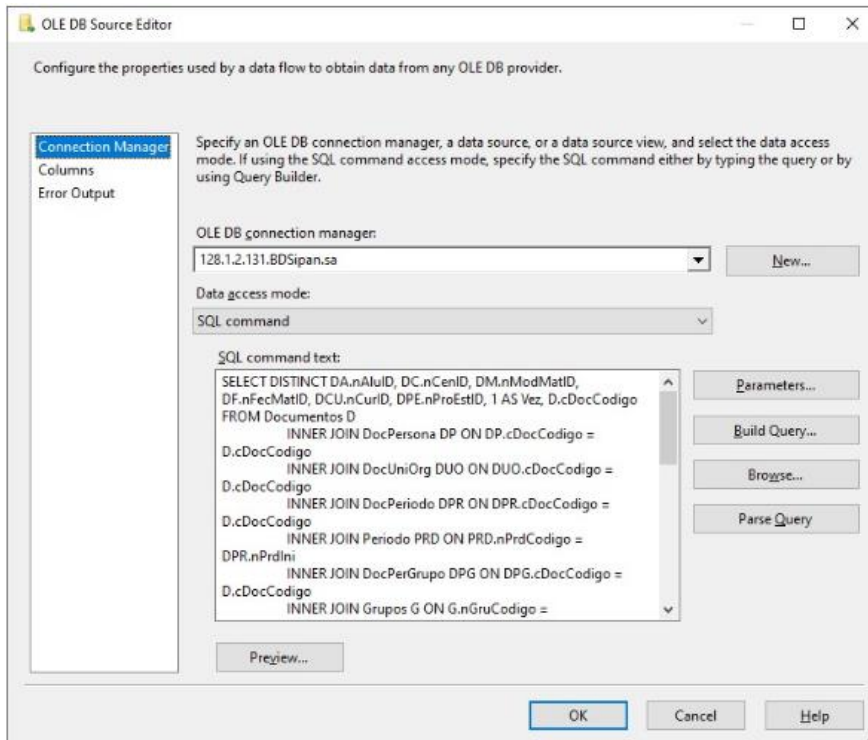 OLE DB Source Editor
Configure the properties used by a data flow to obtain data from any OLE DB provider.
Connection Manager
Columns
Error Output
Specify an OLE DB connection manager, a data source, or a data source view, and select the data access
mode. If using the SQL command access mode, specify the SQL command either by typing the query or by
using Query Builder.
OLE DB connection manager:
128.1.2.131.BDSipan.sa
New...
Data access mode:
SQL command
SQL command text:
SELECT DISTINCT DA.nAluID, DC.nCenID, DM.nModMatID,
DF.nFecMatID, DCU.nCurID, DPE.nProEstID, 1 AS Vez, D.cDocCodigo
FROM Documentos D
INNER JOIN DocPersona DP ON DP.cDocCodigo =
D.cDocCodigo
INNER JOIN DocUniOrg DUO ON DUO.cDocCodigo =
D.cDocCodigo
INNER JOIN DocPeriodo DPR ON DPR.cDocCodigo =
D.cDocCodigo
INNER JOIN Periodo PRD ON PRD.nPrdCodigo =
DPR.nPrdIni
INNER JOIN DocPerGrupo DPG ON DPG.cDocCodigo =
D.cDocCodigo
INNER JOIN Grupos G ON G.nGruCodigo =
Parameters...
Build Query...
Browse...
Parse Query
Preview...
OK
Cancel
Help